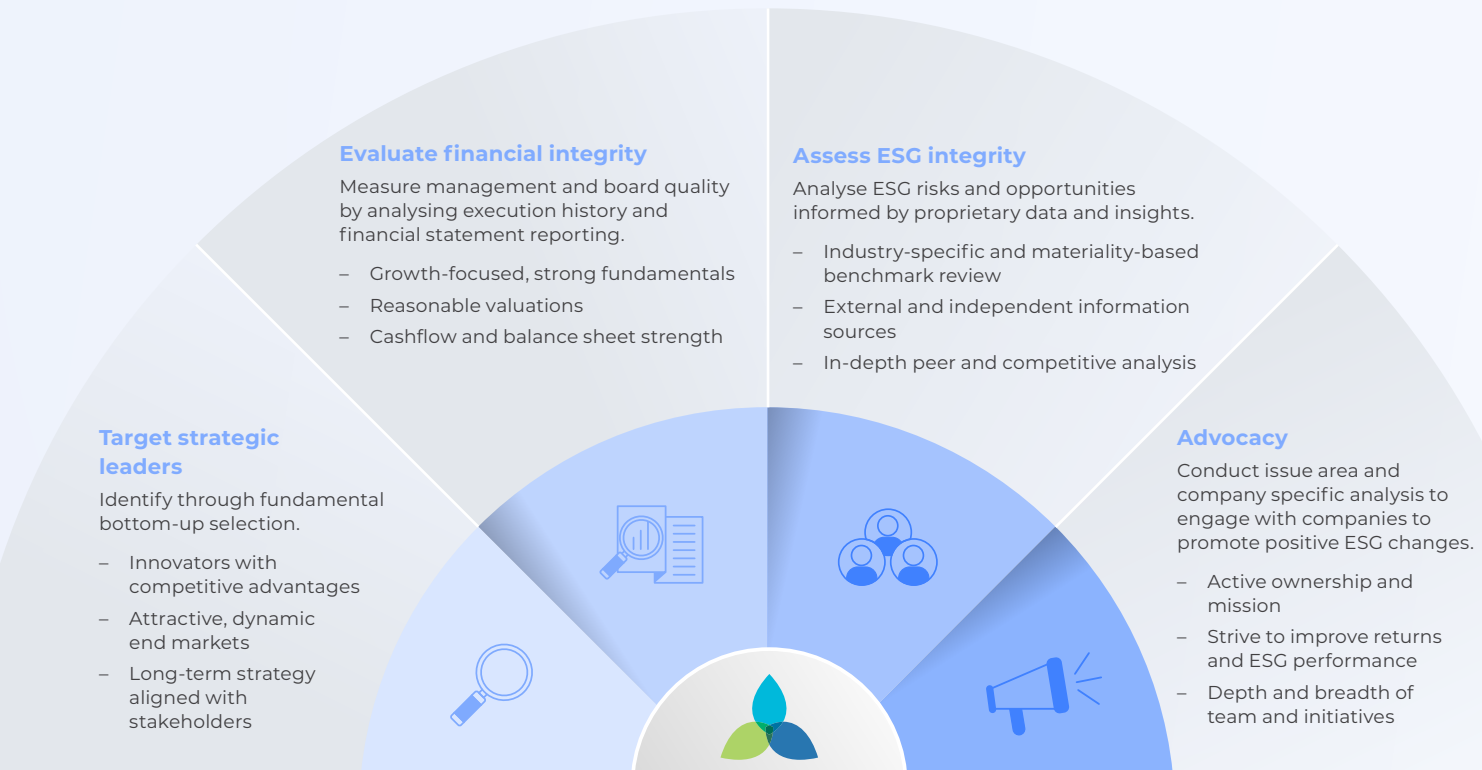 Evaluate financial integrity
Measure management and board quality
by analysing execution history and
financial statement reporting.
– Growth-focused, strong fundamentals
– Reasonable valuations
– Cashflow and balance sheet strength
Assess ESG integrity
Analyse ESG risks and opportunities
informed by proprietary data and insights.
– Industry-specific and materiality-based
benchmark review
– External and independent information
sources
– In-depth peer and competitive analysis
Target strategic
leaders
Identify through fundamental
bottom-up selection.
– Innovators with
competitive advantages
– Attractive, dynamic
end markets
– Long-term strategy
aligned with
stakeholders
Advocacy
Conduct issue area and
company specific analysis to
engage with companies to
promote positive ESG changes.
– Active ownership and
mission
– Strive to improve returns
and ESG performance
– Depth and breadth of
team and initiatives